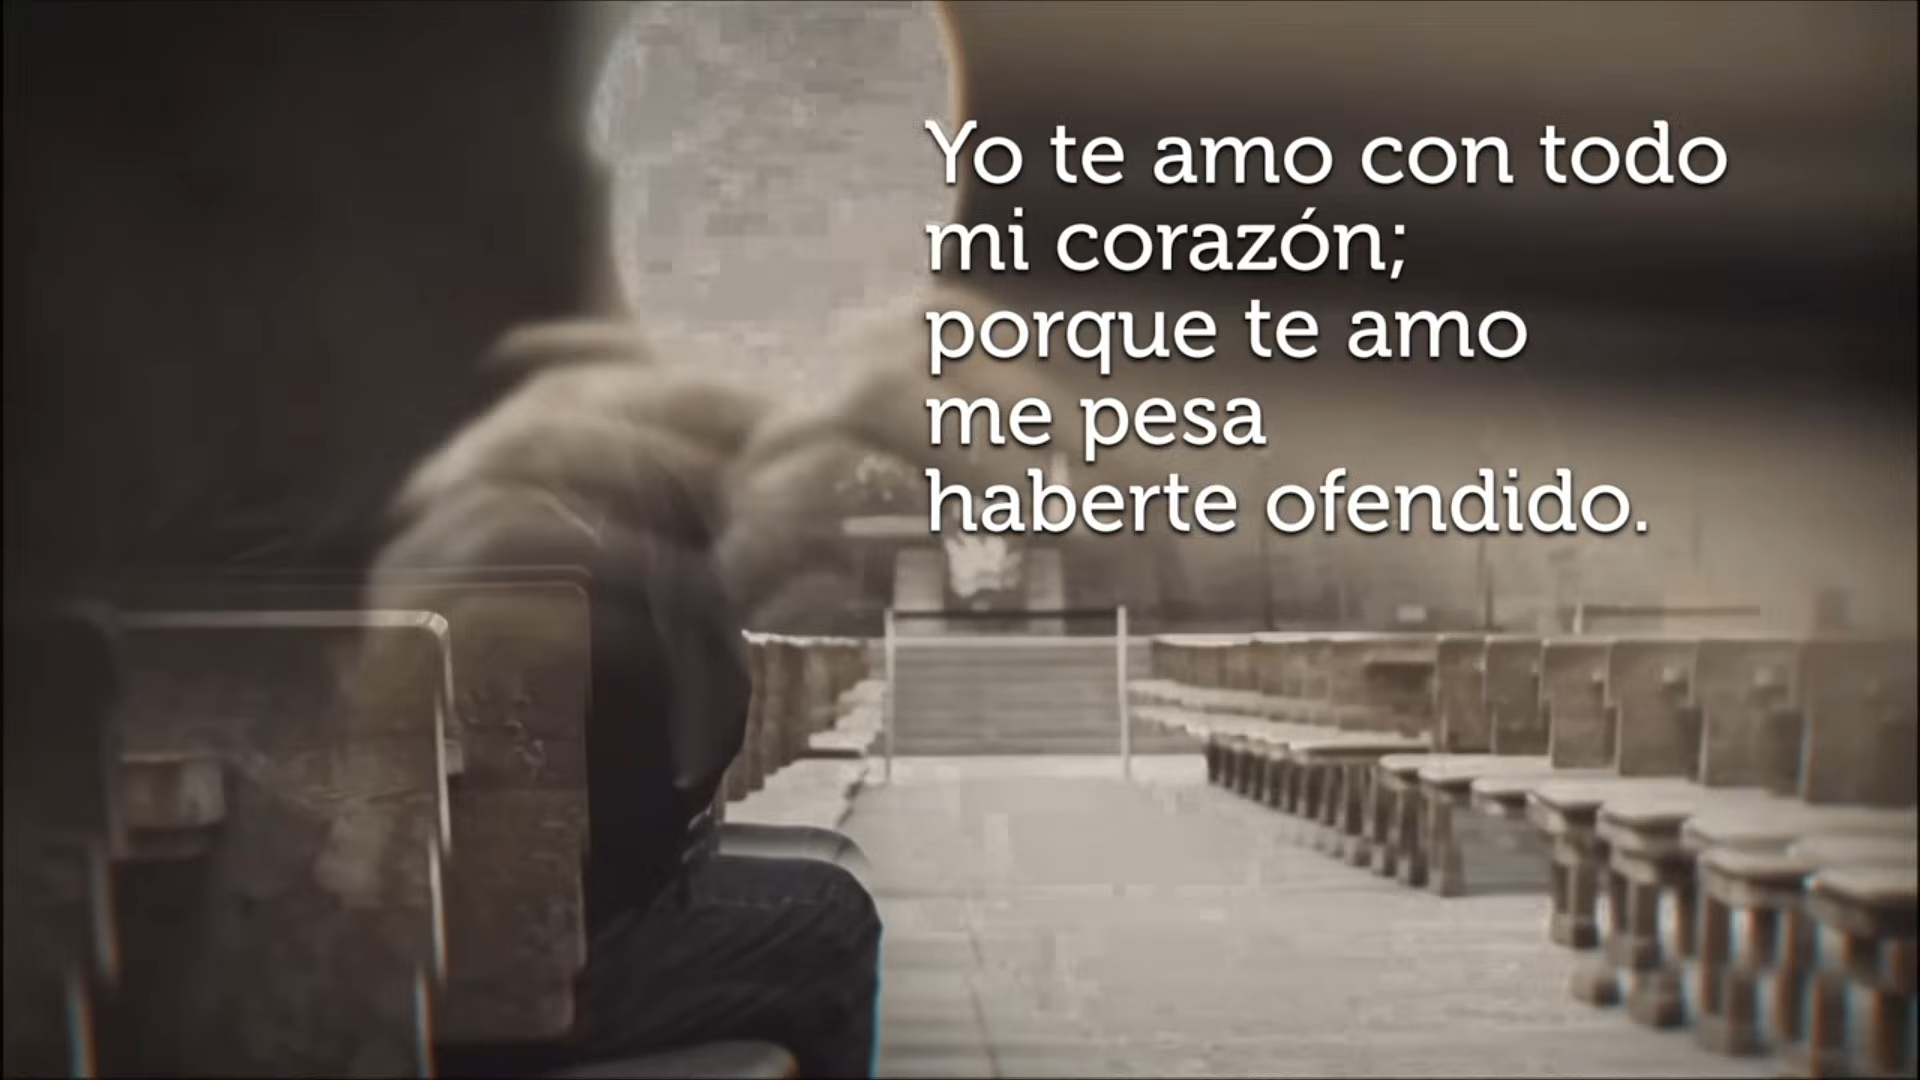 Yo te amo con todo
mi corazón;
porque te amo
me pesa
haberte ofendido.